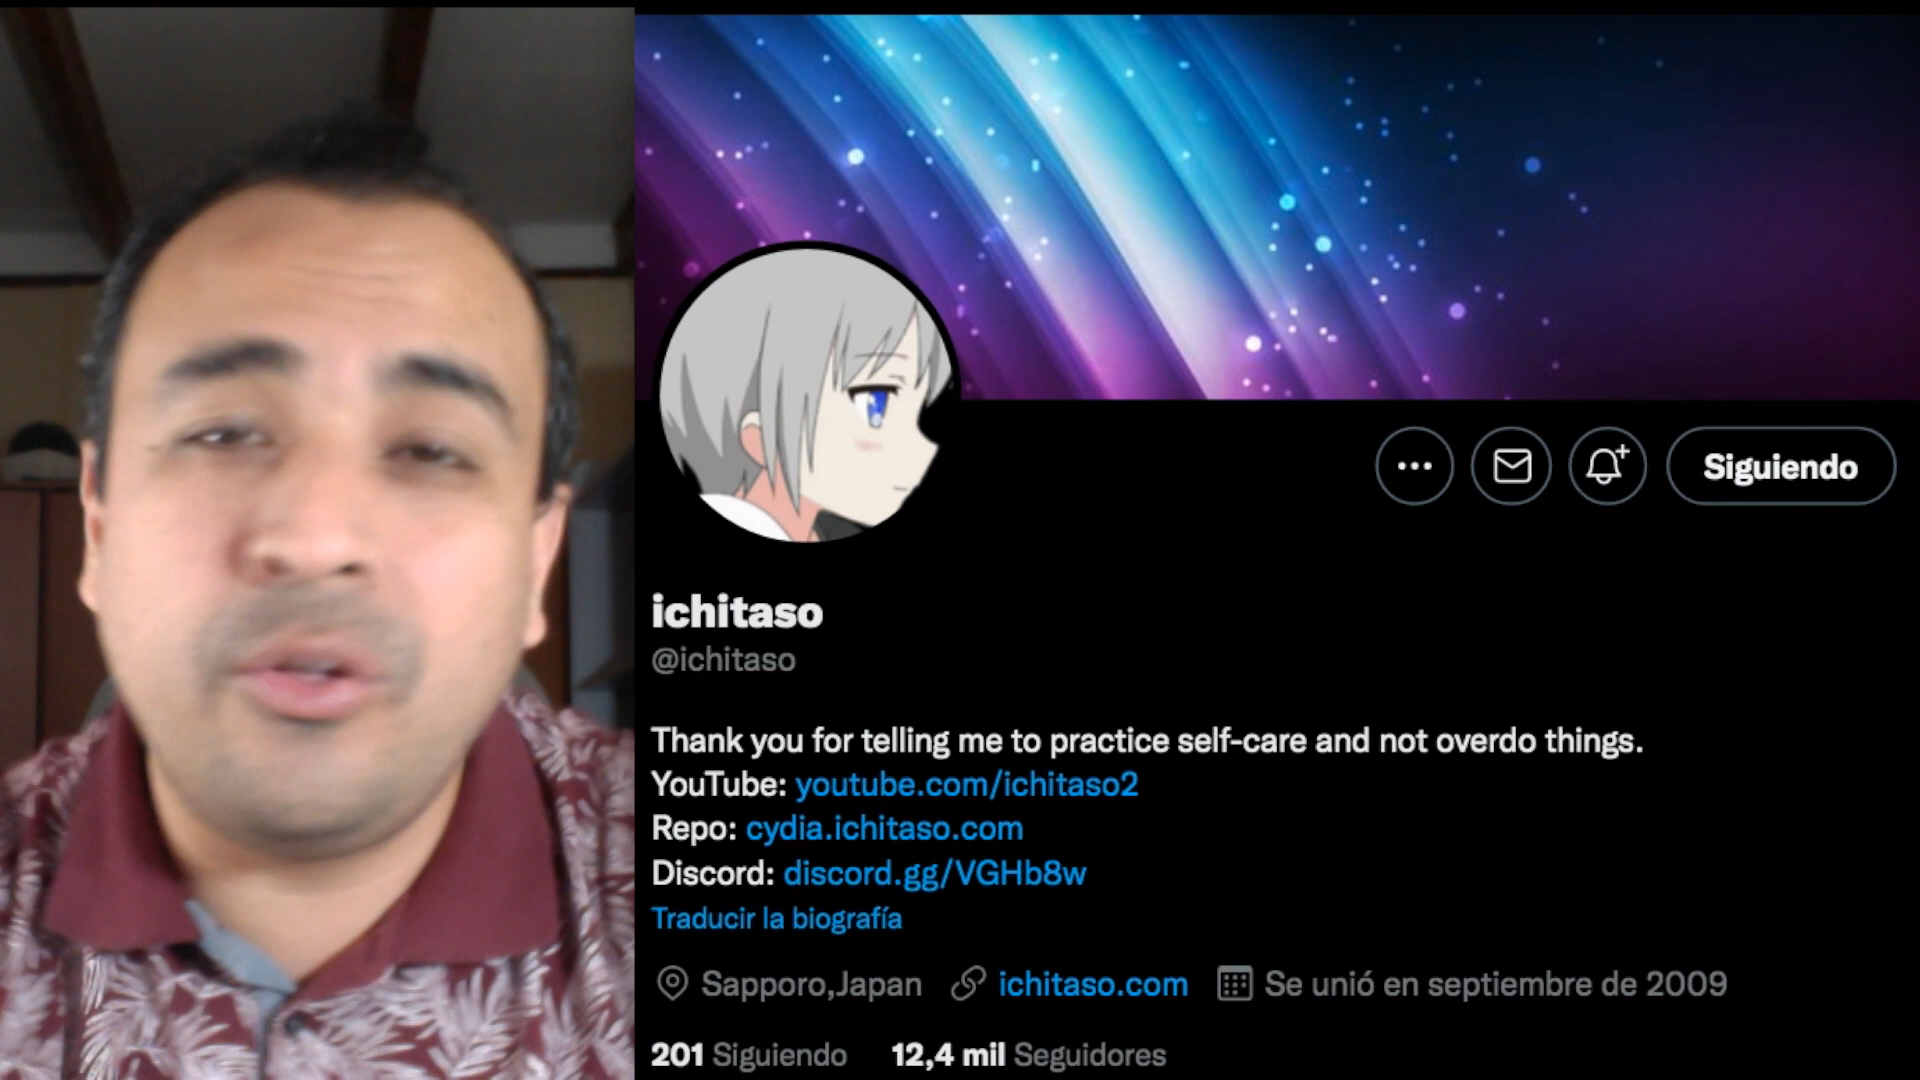 Siguiendo
ichitaso
@ichitaso
Thank you for telling me to practice self-care and not overdo things.
YouTube: youtube.com/ichitaso2
Repo: cydia.ichitaso.com
Discord: discord.gg/VGHb8w
Traducir la biografía
Sapporo,Japan ichitaso.com Se unió en septiembre de 2009
201 Siguiendo 12,4 mil Seguidores